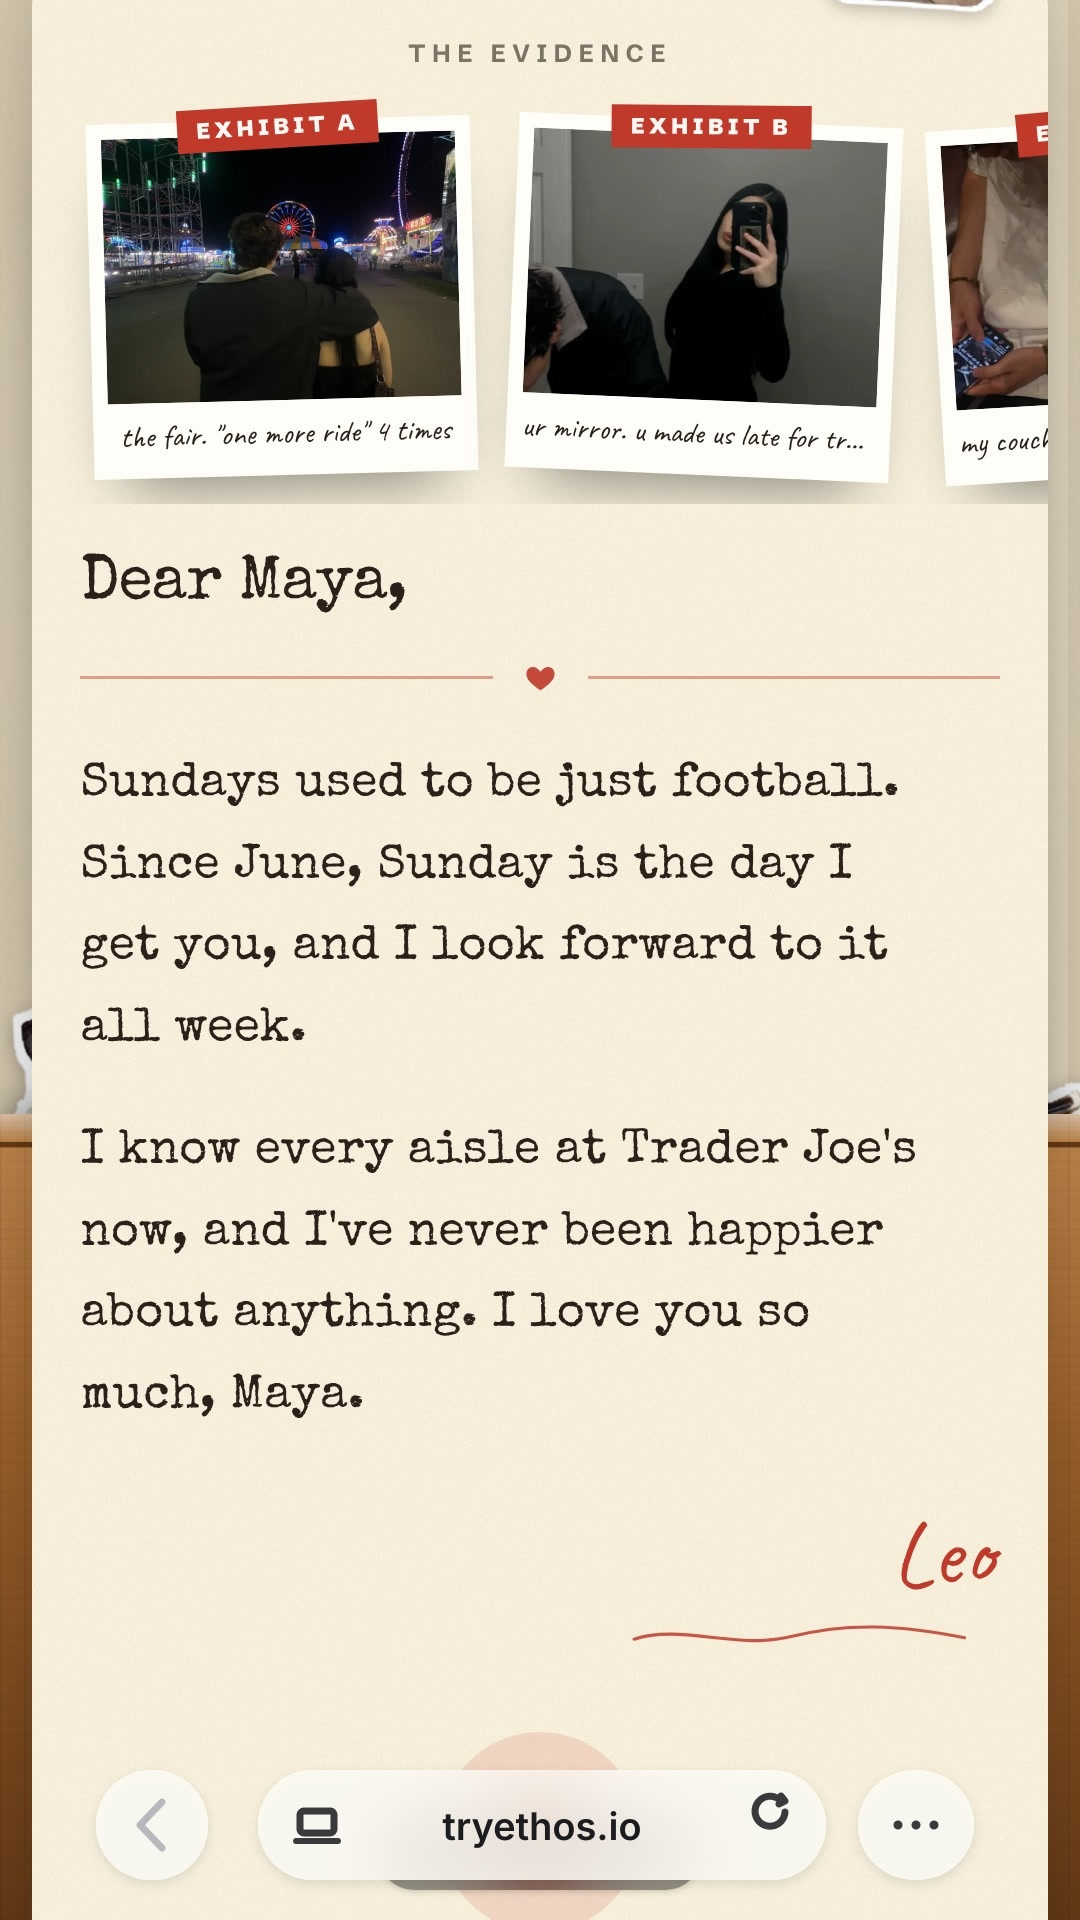 THE EVIDENCE
EXHIBIT A
EXHIBIT B
the fair. "one more ride" 4 times
ur mirror. u made us late for tr...
my couch
Dear Maya,
Sundays used to be just football.
Since June, Sunday is the day I
get you, and I look forward to it
all week.
I know every aisle at Trader Joe's
now, and I've never been happier
about anything. I love you so
much, Maya.
Leo
tryethos.io